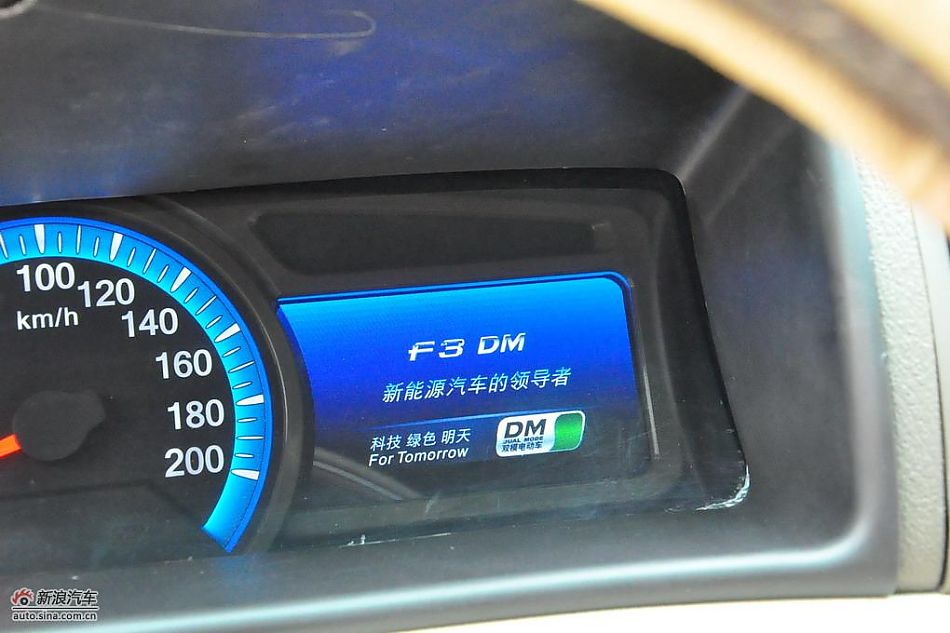 100
120
km/h
140
160
180
200
F3 DM
新能源汽车的领导者
科技 绿色 明天
For Tomorrow
DM
DUAL MODE
双模电动车
新浪汽车
auto.sina.com.cn